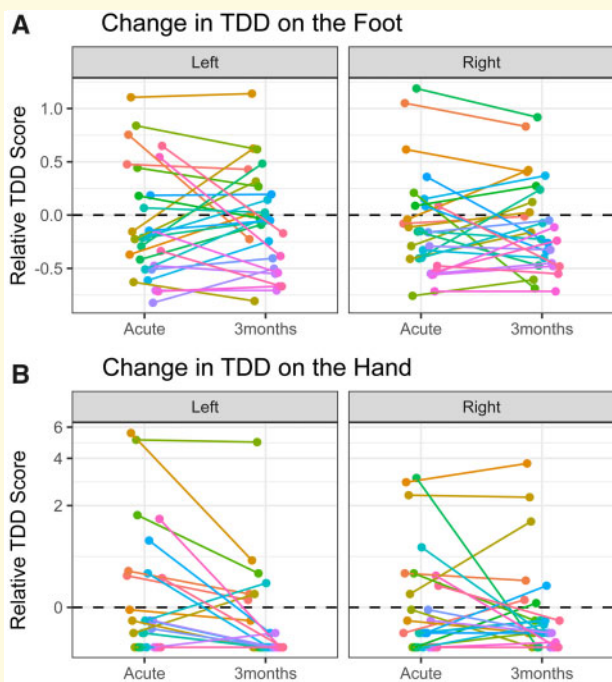 A Change in TDD on the Foot
Left Right
Relative TDD Score
1.0
0.5
0.0
-0.5
Acute 3months Acute 3months
B Change in TDD on the Hand
Left Right
Relative TDD Score
6
4
2
0
Acute 3months Acute 3months